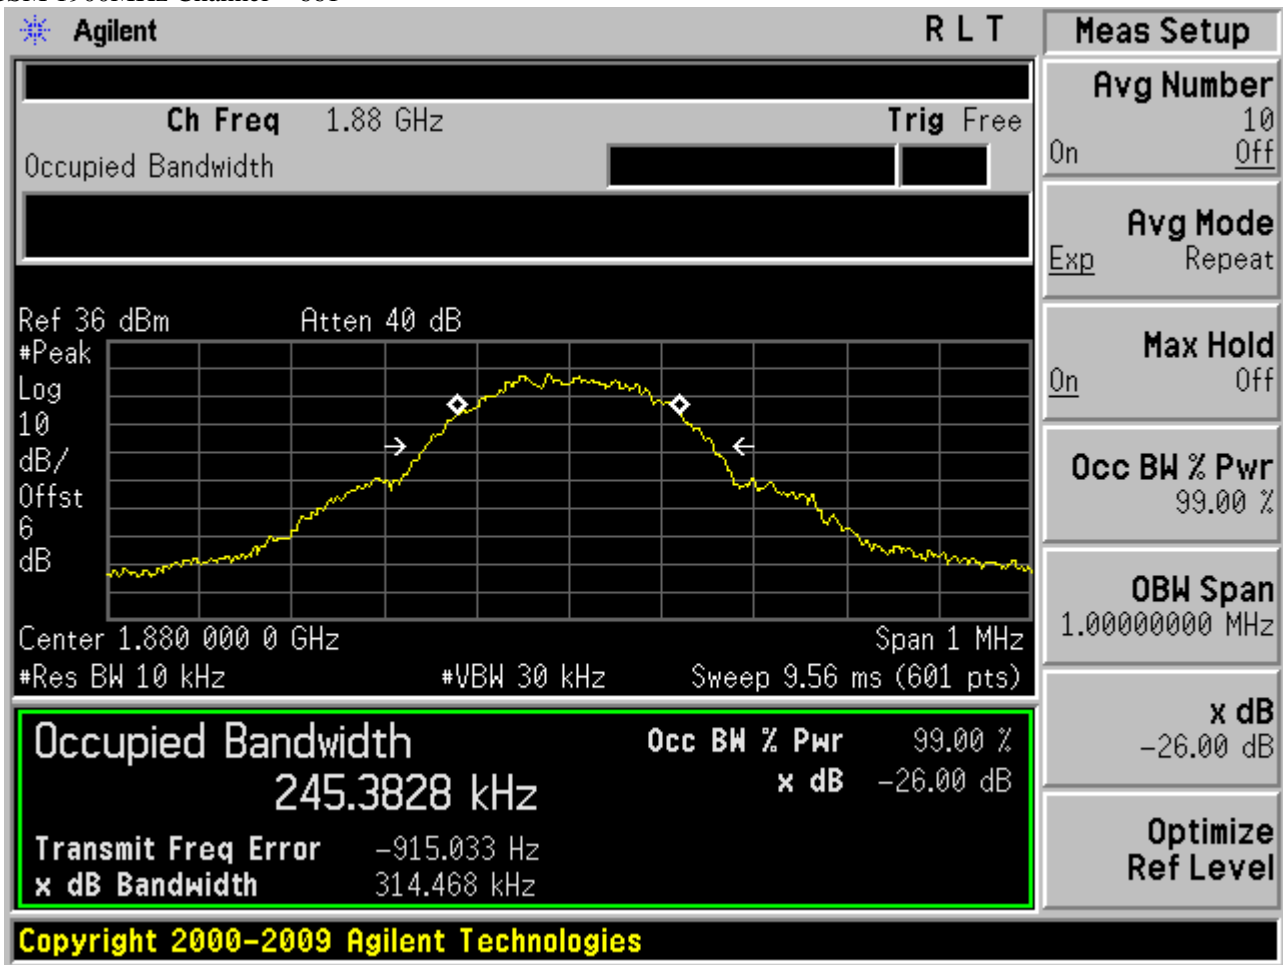 Agilent R L T Meas Setup
Ch Freq 1.88 GHz Trig Free
Occupied Bandwidth
Avg Number
10
On Off
Avg Mode
Exp Repeat
Max Hold
On Off
Occ BW % Pwr
99.00 %
OBW Span
1.00000000 MHz
x dB
-26.00 dB
Optimize
Ref Level
Ref 36 dBm Atten 40 dB
#Peak
Log
10
dB/
Offst
6
dB
Center 1.880 000 0 GHz Span 1 MHz
#Res BW 10 kHz #VBW 30 kHz Sweep 9.56 ms (601 pts)
Occupied Bandwidth Occ BW % Pwr 99.00 %
245.3828 kHz x dB -26.00 dB
Transmit Freq Error -915.033 Hz
x dB Bandwidth 314.468 kHz
Copyright 2000-2009 Agilent Technologies